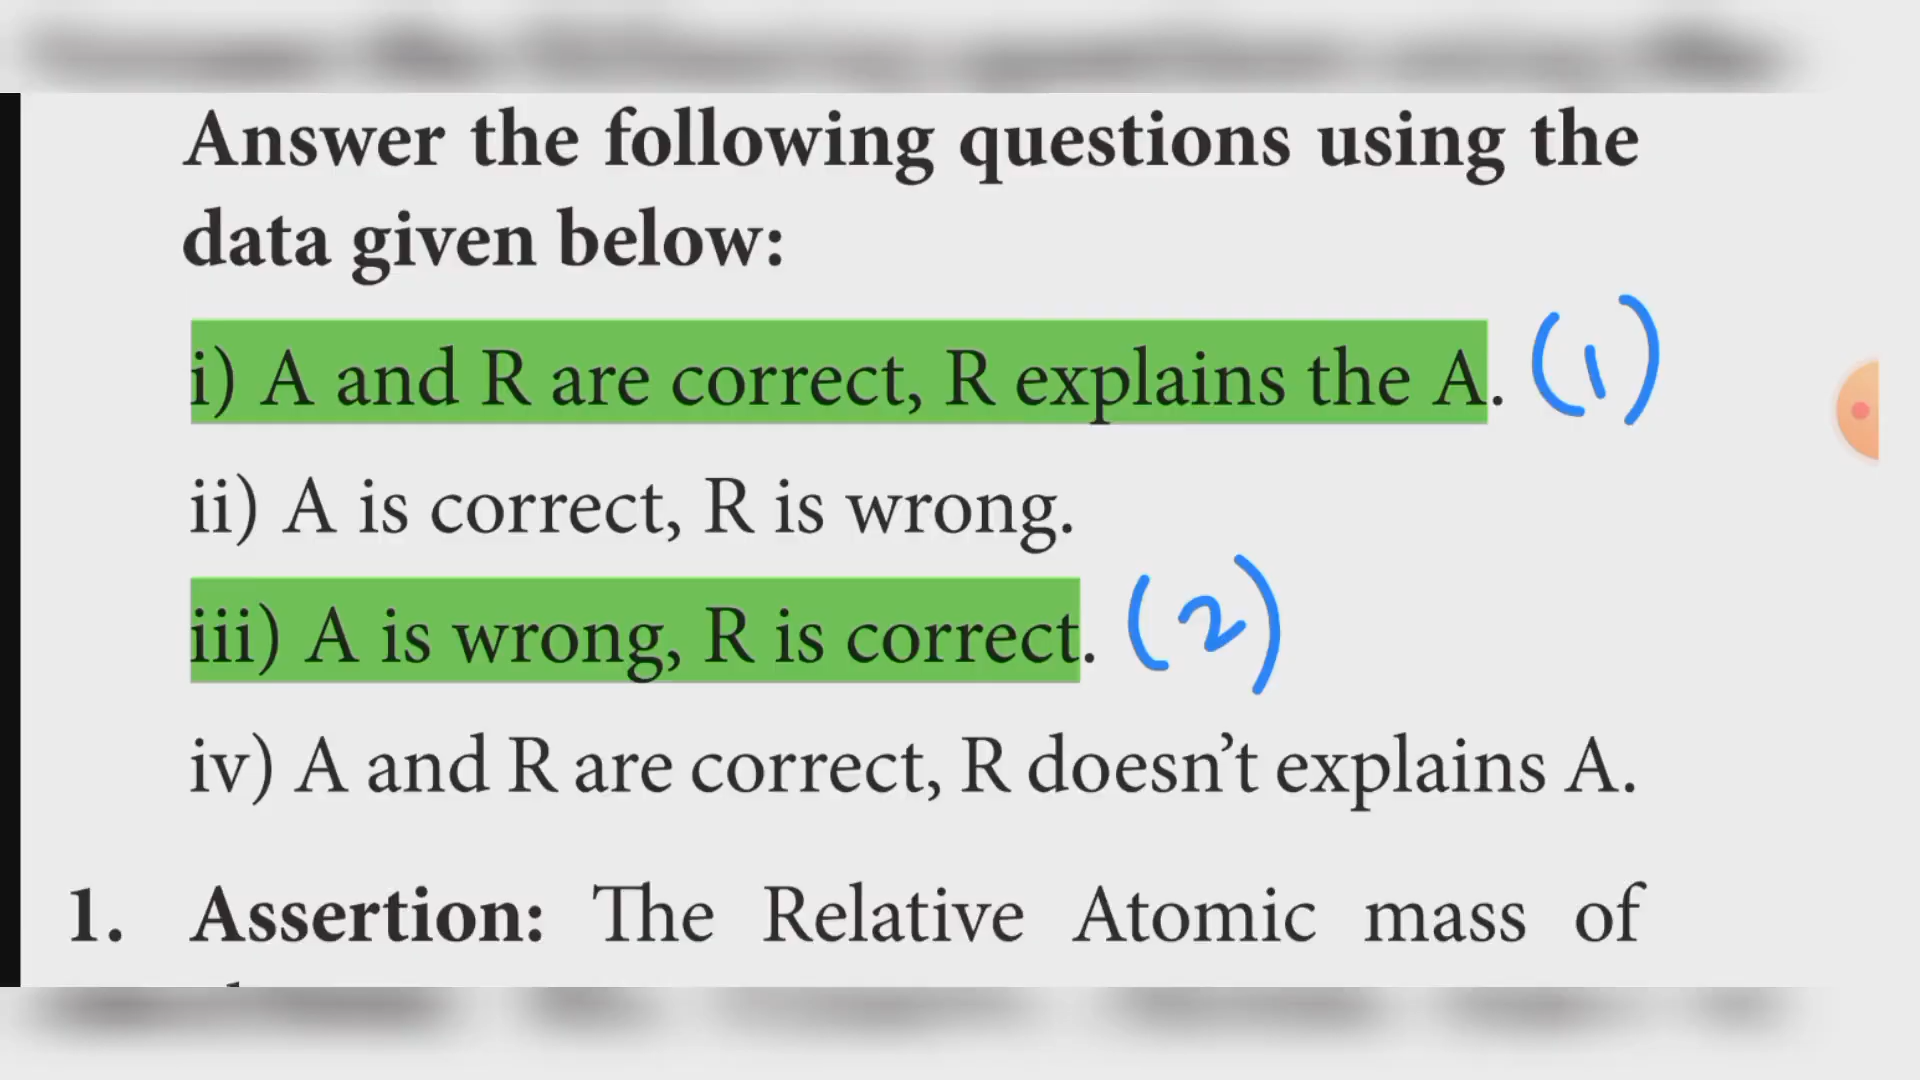 Answer the following questions using the
data given below:
i) A and R are correct, R explains the A. (1)
ii) A is correct, R is wrong.
iii) A is wrong, R is correct. (2)
iv) A and R are correct, R doesn’t explains A.
1. Assertion: The Relative Atomic mass of